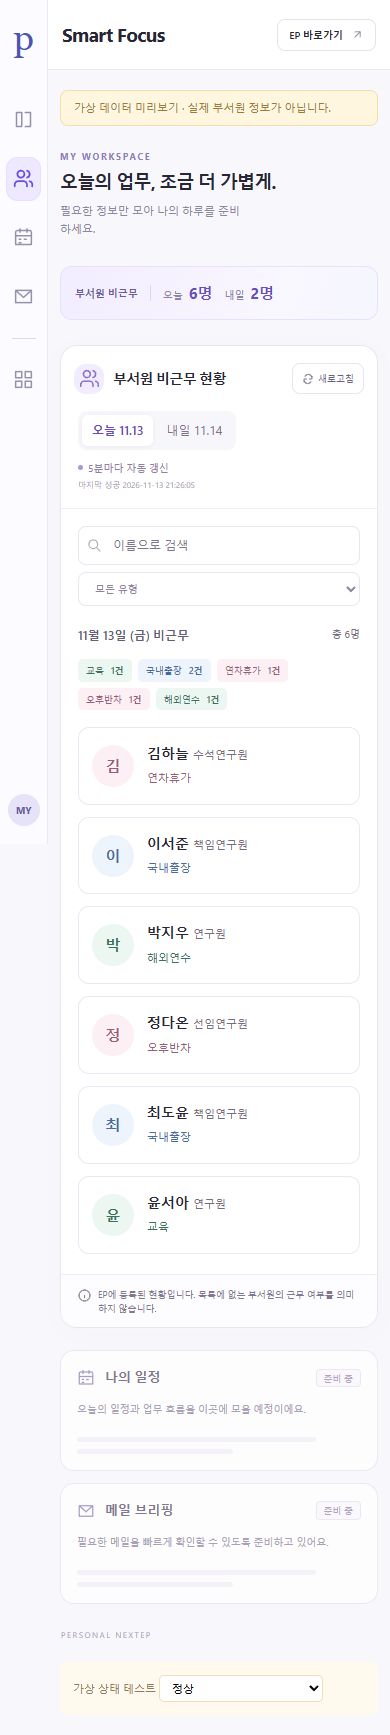 p
Smart Focus
EP 바로가기
가상 데이터 미리보기 · 실제 부서원 정보가 아닙니다.
MY WORKSPACE
오늘의 업무, 조금 더 가볍게.
필요한 정보만 모아 나의 하루를 준비
하세요.
부서원 비근무 오늘 6명 내일 2명
부서원 비근무 현황
새로고침
오늘 11.13 내일 11.14
5분마다 자동 갱신
마지막 성공 2026-11-13 21:26:05
이름으로 검색
모든 유형
11월 13일 (금) 비근무
총 6명
교육 1건 국내출장 2건 연차휴가 1건
오후반차 1건 해외연수 1건
김
김하늘 수석연구원
연차휴가
이
이서준 책임연구원
국내출장
박
박지우 연구원
해외연수
정
정다온 선임연구원
오후반차
최
최도윤 책임연구원
국내출장
윤
윤서아 연구원
교육
MY
EP에 등록된 현황입니다. 목록에 없는 부서원의 근무 여부를 의미
하지 않습니다.
나의 일정
준비 중
오늘의 일정과 업무 흐름을 이곳에 모을 예정이에요.
메일 브리핑
준비 중
필요한 메일을 빠르게 확인할 수 있도록 준비하고 있어요.
PERSONAL NEXTEP
가상 상태 테스트 정상